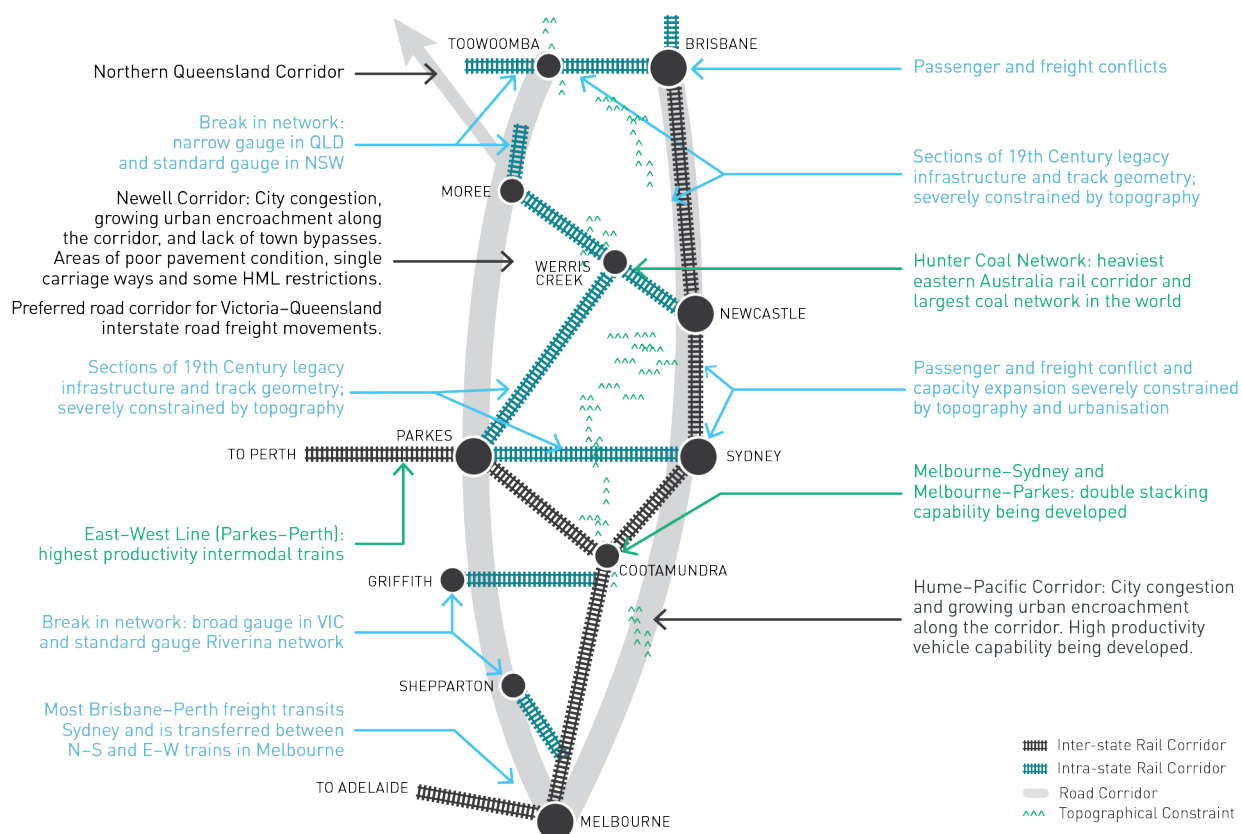 TOOWOOMBA
BRISBANE
Northern Queensland Corridor
Passenger and freight conflicts
Break in network:
narrow gauge in QLD
and standard gauge in NSW
Sections of 19th Century legacy
infrastructure and track geometry;
severely constrained by topography
MOREE
Newell Corridor: City congestion,
growing urban encroachment along
the corridor, and lack of town bypasses.
Areas of poor pavement condition, single
carriage ways and some HML restrictions.
Preferred road corridor for Victoria–Queensland
interstate road freight movements.
WERRIS
CREEK
Hunter Coal Network: heaviest
eastern Australia rail corridor and
largest coal network in the world
NEWCASTLE
Sections of 19th Century legacy
infrastructure and track geometry;
severely constrained by topography
Passenger and freight conflict and
capacity expansion severely constrained
by topography and urbanisation
PARKES
TO PERTH
SYDNEY
Melbourne–Sydney and
Melbourne–Parkes: double stacking
capability being developed
East–West Line (Parkes–Perth):
highest productivity intermodal trains
COOTAMUNDRA
GRIFFITH
Hume–Pacific Corridor: City congestion
and growing urban encroachment
along the corridor. High productivity
vehicle capability being developed.
Break in network: broad gauge in VIC
and standard gauge Riverina network
SHEPPARTON
Most Brisbane–Perth freight transits
Sydney and is transferred between
N–S and E–W trains in Melbourne
TO ADELAIDE
MELBOURNE
Inter-state Rail Corridor
Intra-state Rail Corridor
Road Corridor
Topographical Constraint